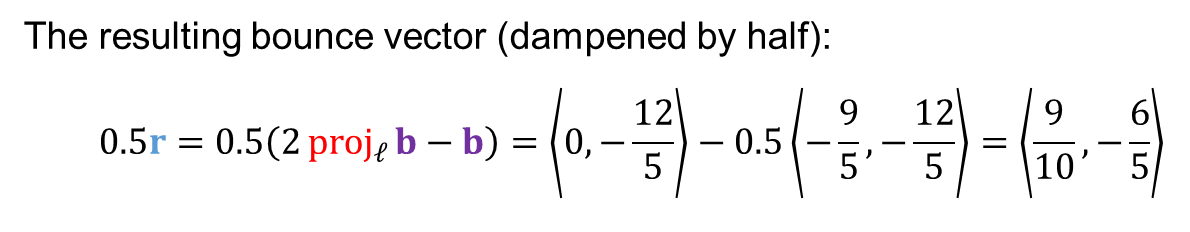 The resulting bounce vector (dampened by half):
0.5r = 0.5(2 projℓ b − b) = ⟨0, −12/5⟩ − 0.5⟨−9/5, −12/5⟩ = ⟨9/10, −6/5⟩